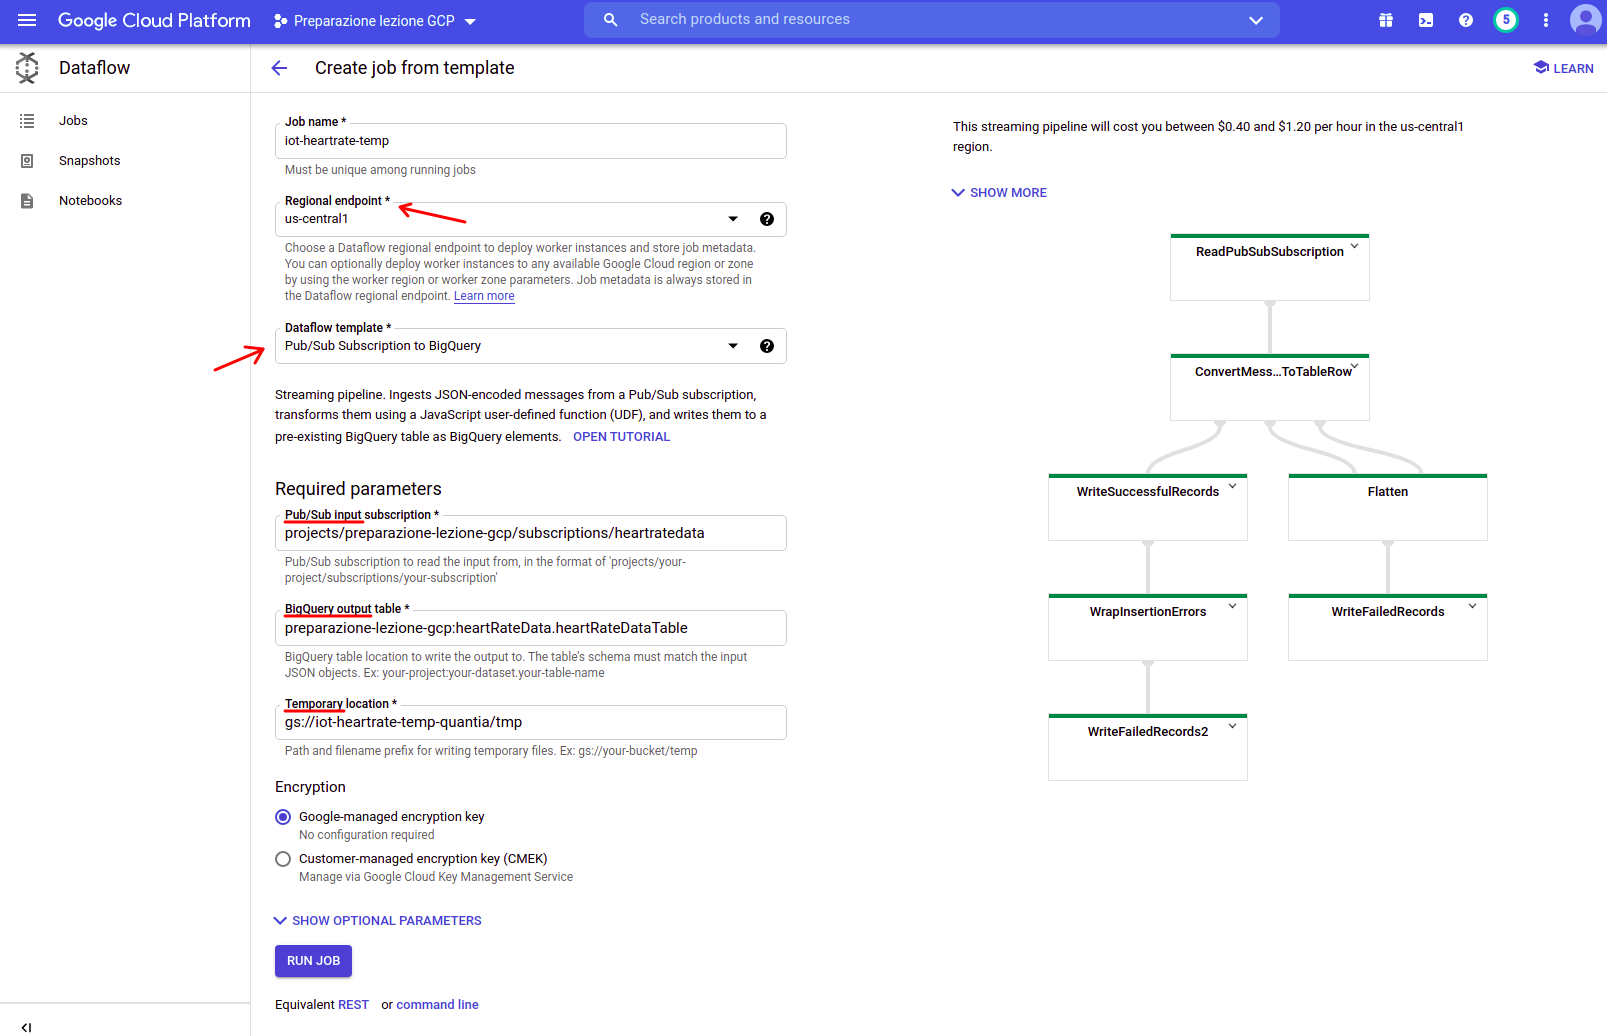 Google Cloud Platform
Preparazione lezione GCP
Search products and resources
5
Dataflow
Create job from template
LEARN
Jobs
Snapshots
Notebooks
Job name *
iot-heartrate-temp
Must be unique among running jobs
Regional endpoint *
us-central1
Choose a Dataflow regional endpoint to deploy worker instances and store job metadata.
You can optionally deploy worker instances to any available Google Cloud region or zone
by using the worker region or worker zone parameters. Job metadata is always stored in
the Dataflow regional endpoint. Learn more
Dataflow template *
Pub/Sub Subscription to BigQuery
Streaming pipeline. Ingests JSON-encoded messages from a Pub/Sub subscription,
transforms them using a JavaScript user-defined function (UDF), and writes them to a
pre-existing BigQuery table as BigQuery elements. OPEN TUTORIAL
Required parameters
Pub/Sub input subscription *
projects/preparazione-lezione-gcp/subscriptions/heartratedata
Pub/Sub subscription to read the input from, in the format of 'projects/your-
project/subscriptions/your-subscription'
BigQuery output table *
preparazione-lezione-gcp:heartRateData.heartRateDataTable
BigQuery table location to write the output to. The table's schema must match the input
JSON objects. Ex: your-project:your-dataset.your-table-name
Temporary location *
gs://iot-heartrate-temp-quantia/tmp
Path and filename prefix for writing temporary files. Ex: gs://your-bucket/temp
Encryption
Google-managed encryption key
No configuration required
Customer-managed encryption key (CMEK)
Manage via Google Cloud Key Management Service
SHOW OPTIONAL PARAMETERS
RUN JOB
Equivalent REST or command line
This streaming pipeline will cost you between $0.40 and $1.20 per hour in the us-central1
region.
SHOW MORE
ReadPubSubSubscription
ConvertMess...ToTableRow
WriteSuccessfulRecords
Flatten
WrapInsertionErrors
WriteFailedRecords
WriteFailedRecords2